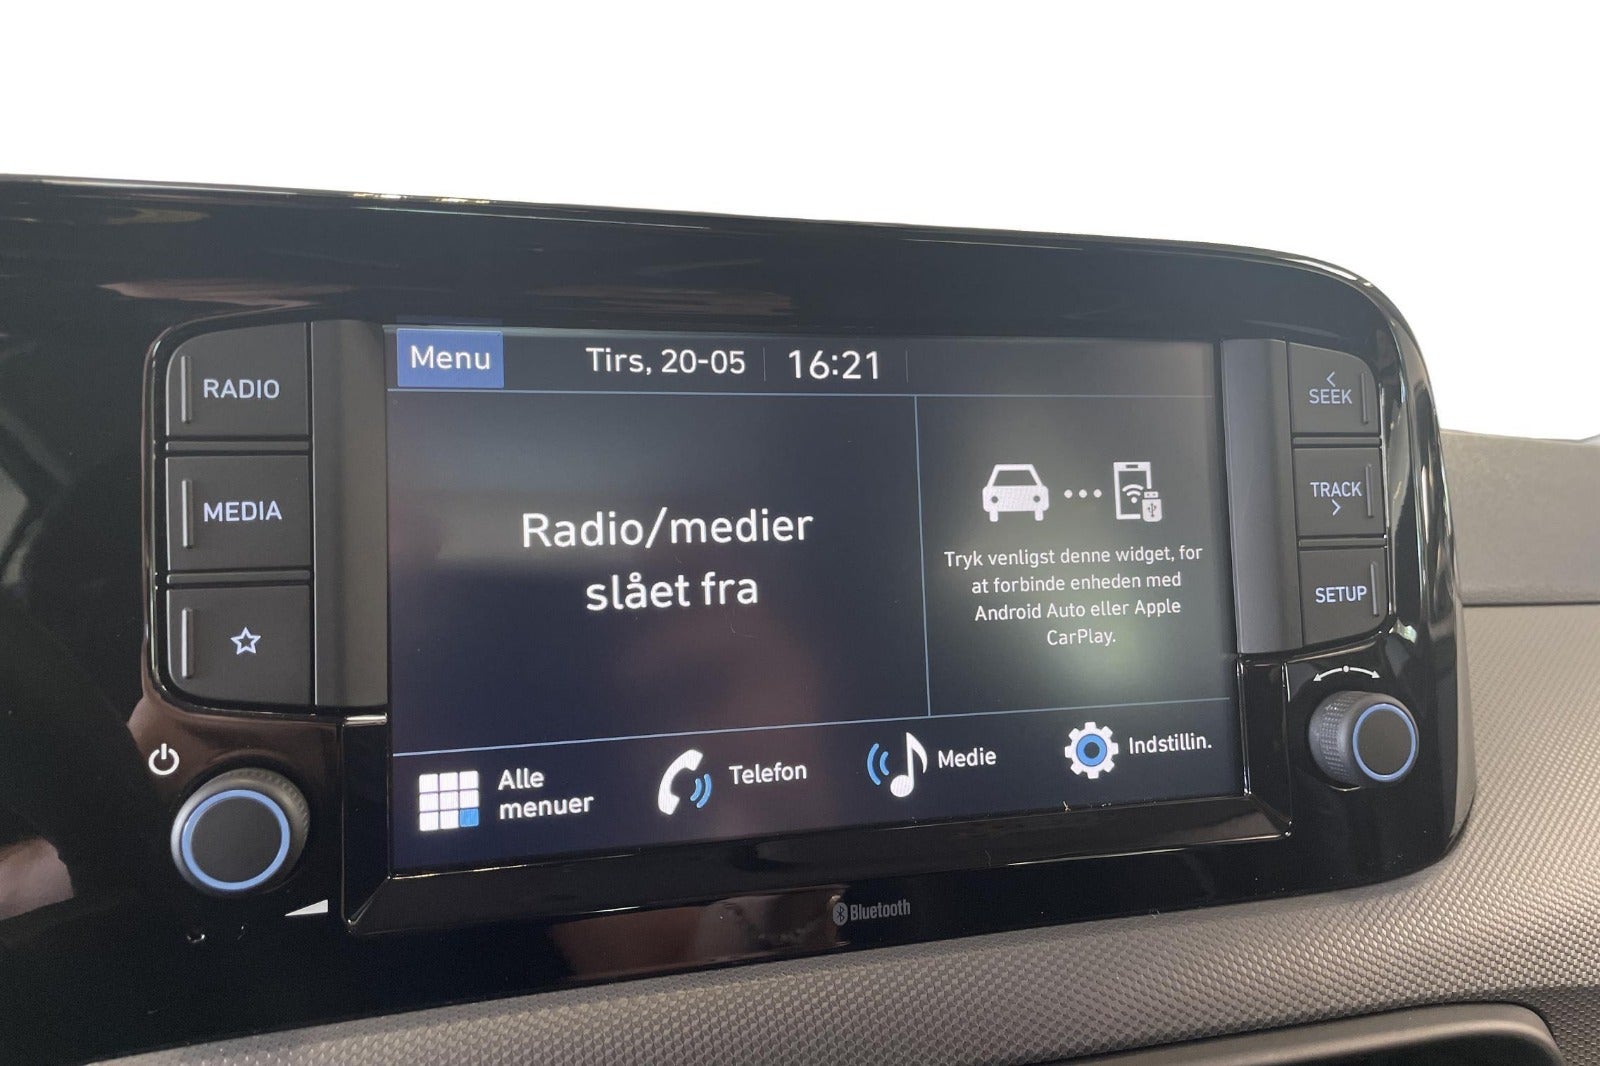 Menu
Tirs, 20-05
16:21
RADIO
MEDIA
Radio/medier
slået fra
Tryk venligst denne widget, for
at forbinde enheden med
Android Auto eller Apple
CarPlay.
< SEEK
TRACK >
SETUP
Alle
menuer
Telefon
Medie
Indstillin.
Bluetooth